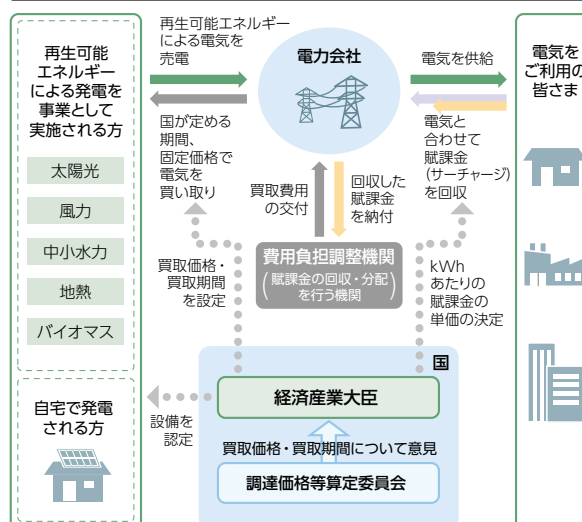 再生可能
エネルギー
による発電を
事業として
実施される方
太陽光
風力
中小水力
地熱
バイオマス
自宅で発電
される方
再生可能エネルギー
による電気を
売電
国が定める
期間、
固定価格で
電気を
買い取り
電力会社
電気を供給
電気と
合わせて
賦課金
(サーチャージ)
を回収
電気を
ご利用の
皆さま
買取費用
の交付
回収した
賦課金
を納付
費用負担調整機関
(賦課金の回収・分配
を行う機関)
買取価格・
買取期間
を設定
kWh
あたりの
賦課金の
単価の決定
国
経済産業大臣
設備を
認定
買取価格・買取期間について意見
調達価格等算定委員会